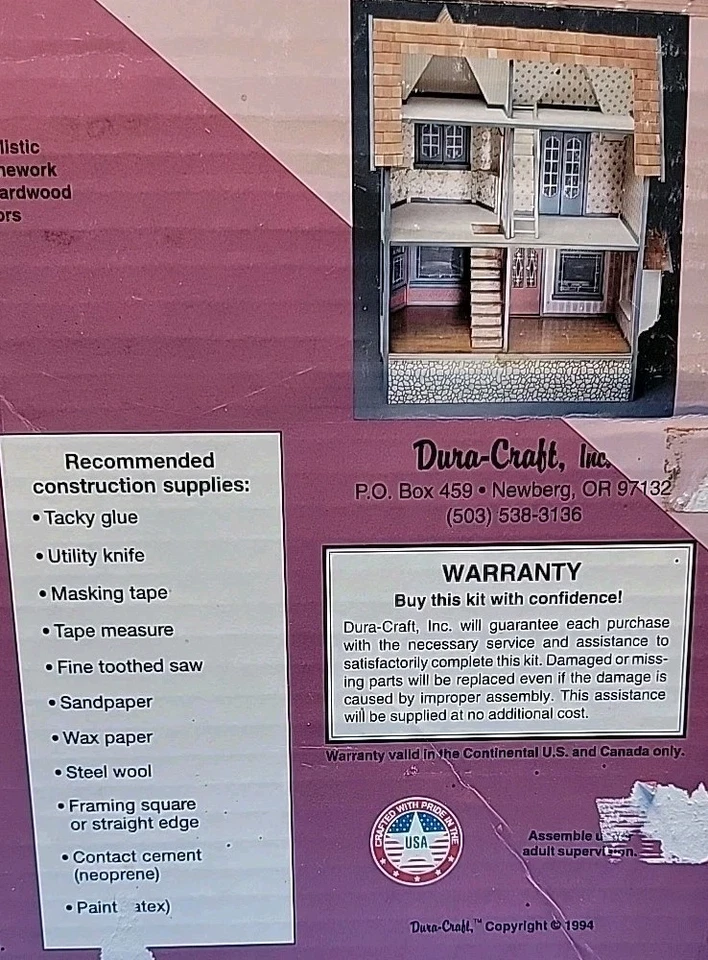 listic
nework
ardwood
ors
Recommended
construction supplies:
• Tacky glue
• Utility knife
• Masking tape
• Tape measure
• Fine toothed saw
• Sandpaper
• Wax paper
• Steel wool
• Framing square
or straight edge
• Contact cement
(neoprene)
• Paint atex)
Dura-Craft, Inc.
P.O. Box 459 • Newberg, OR 97132
(503) 538-3136
WARRANTY
Buy this kit with confidence!
Dura-Craft, Inc. will guarantee each purchase
with the necessary service and assistance to
satisfactorily complete this kit. Damaged or miss-
ing parts will be replaced even if the damage is
caused by improper assembly. This assistance
will be supplied at no additional cost.
Warranty valid in the Continental U.S. and Canada only.
CRAFTED WITH PRIDE IN THE
USA
Assemble
adult supervision.
Dura-Craft,™ Copyright © 1994